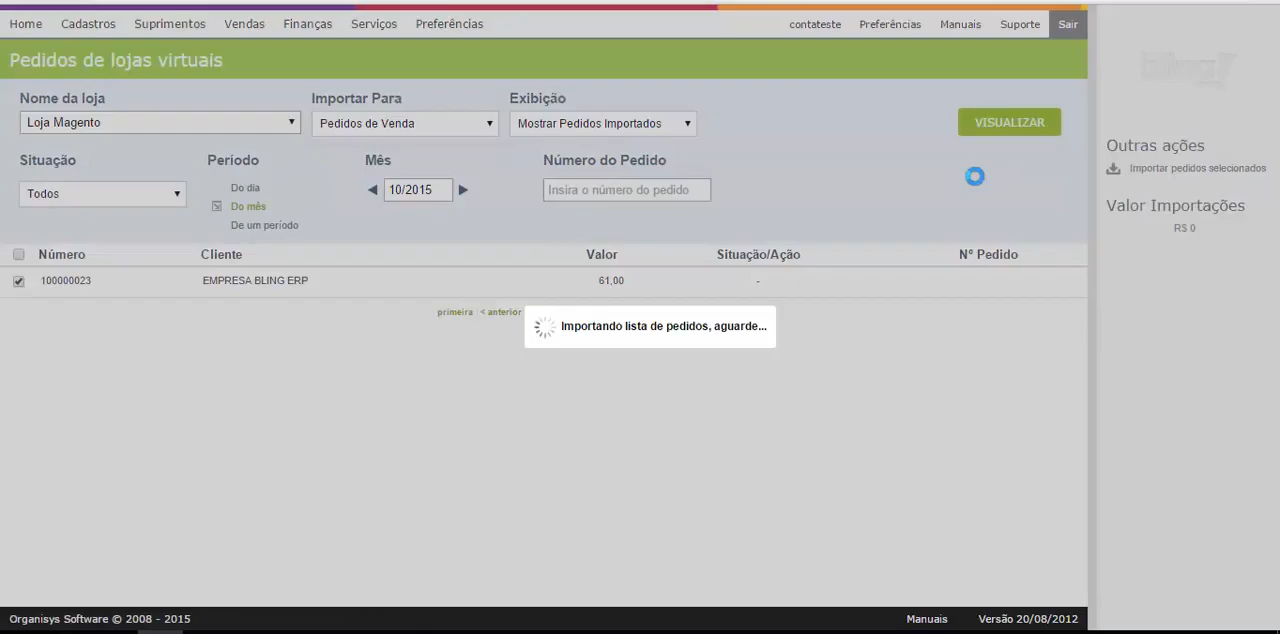 Home Cadastros Suprimentos Vendas Finanças Serviços Preferências contateste Preferências Manuais Suporte Sair
Pedidos de lojas virtuais
bling!
Nome da loja Importar Para Exibição
Loja Magento Pedidos de Venda Mostrar Pedidos Importados VISUALIZAR
Outras ações
Situação Período Mês Número do Pedido
Importar pedidos selecionados
Todos Do dia 10/2015 Insira o número do pedido
Do mês
Valor Importações
De um período
R$ 0
Número Cliente Valor Situação/Ação Nº Pedido
100000023 EMPRESA BLING ERP 61,00 -
primeira < anterior
Importando lista de pedidos, aguarde...
Organisys Software © 2008 - 2015 Manuais Versão 20/08/2012